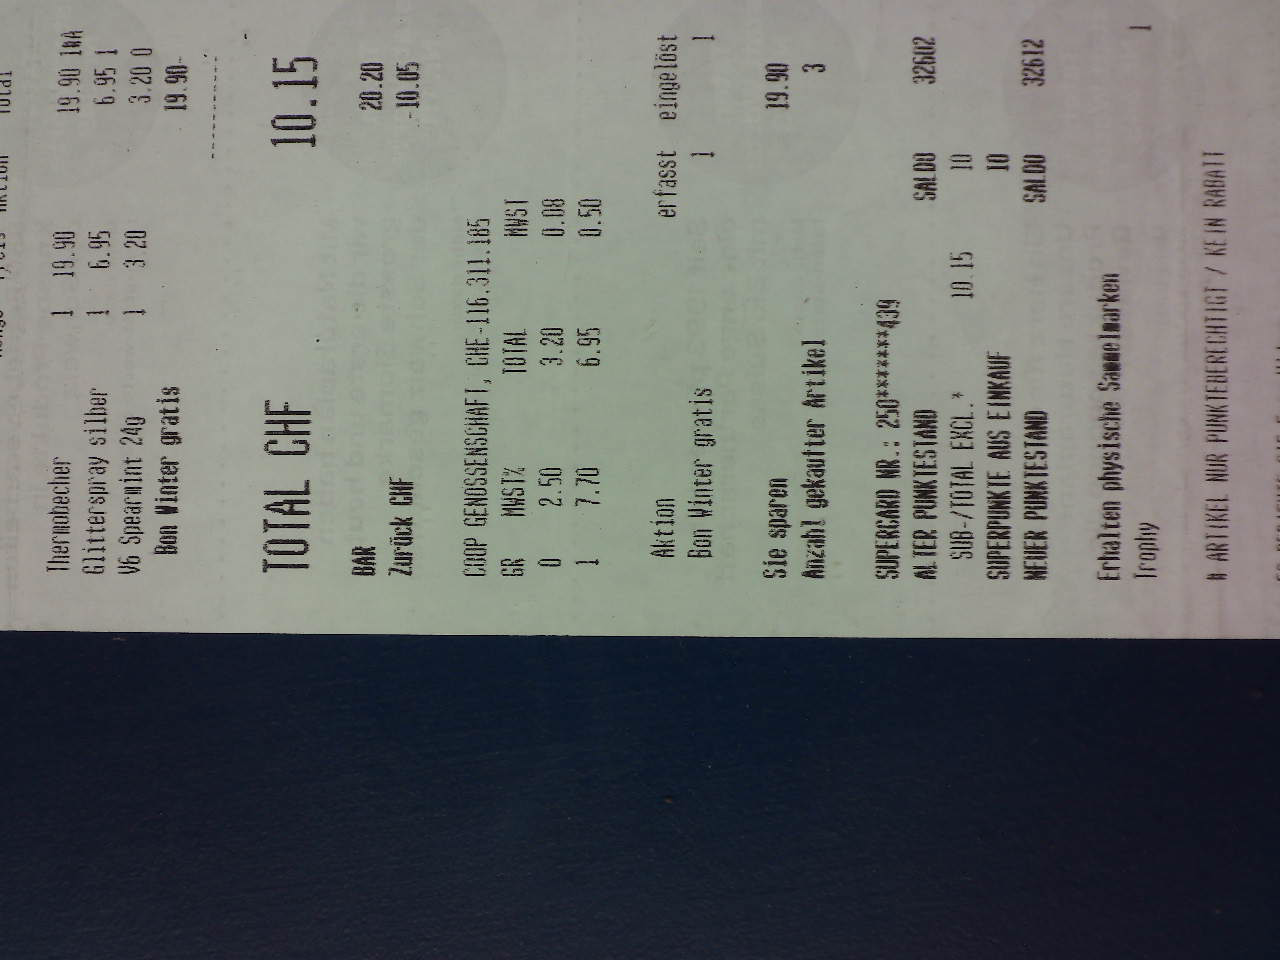 Total
Thermobecher 1 19.90 19.90 1#A
Glitterspray silber 1 6.95 6.95 1
V6 Spearmint 24g 1 3.20 3.20 0
Bon Winter gratis 19.90-
TOTAL CHF 10.15
BAR 20.20
Zurück CHF -10.05
COOP GENOSSENSCHAFT, CHE-116.311.185
GR MWST% TOTAL MWST
0 2.50 3.20 0.08
1 7.70 6.95 0.50
Aktion erfasst eingelöst
Bon Winter gratis 1 1
Sie sparen 19.90
Anzahl gekaufter Artikel 3
SUPERCARD NR.: 250*******439
ALTER PUNKTESTAND SALDO 32602
SUB-/TOTAL EXCL.* 10.15 10
SUPERPUNKTE AUS EINKAUF 10
NEUER PUNKTESTAND SALDO 32612
Erhalten physische Sammelmarken
Trophy 1
# ARTIKEL NUR PUNKTEBERECHTIGT / KEIN RABATT